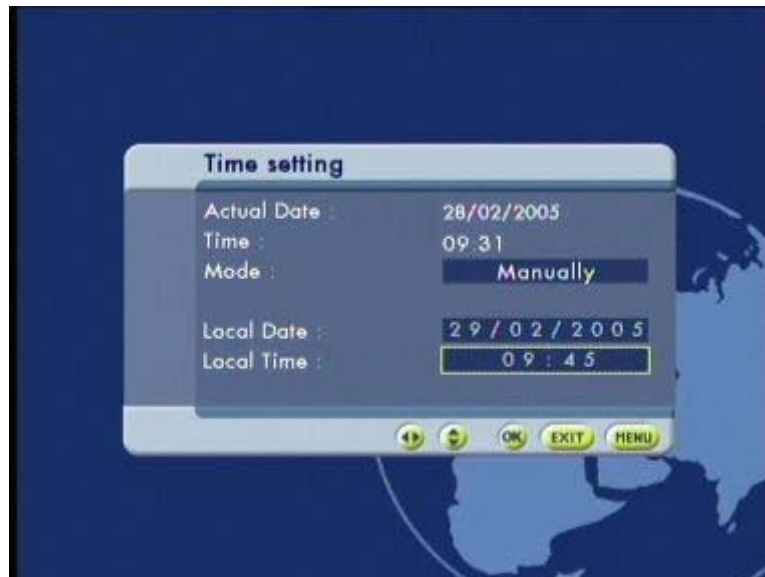 Time setting
Actual Date : 28/02/2005
Time : 09 31
Mode : Manually
Local Date : 29/02/2005
Local Time : 09:45
OK EXIT MENU